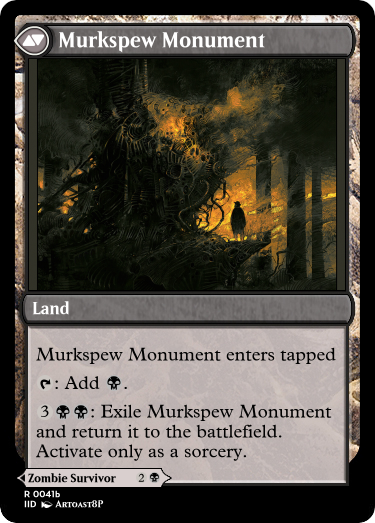 Murkspew Monument
Land
Murkspew Monument enters tapped
: Add .
3 : Exile Murkspew Monument
and return it to the battlefield.
Activate only as a sorcery.
Zombie Survivor 2
R 0041b
IID Artoast8P